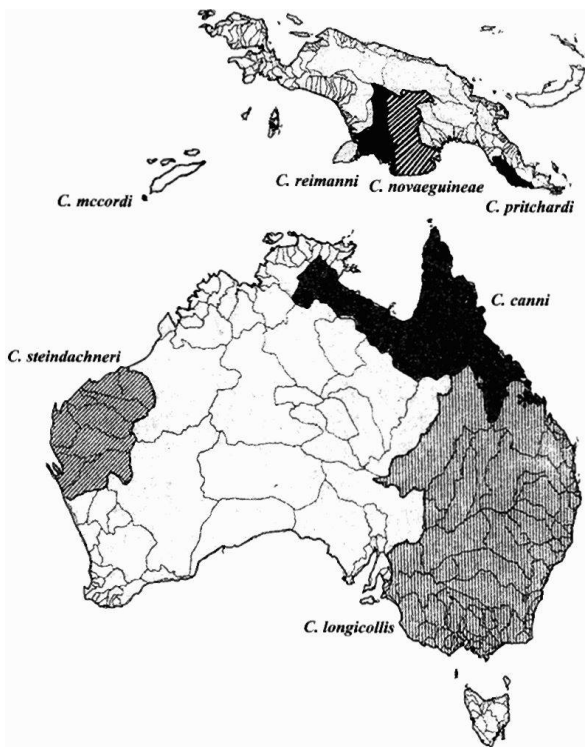 C. reimanni
C. novaeguineae
C. mccordi
C. pritchardi
C. canni
C. steindachneri
C. longicollis